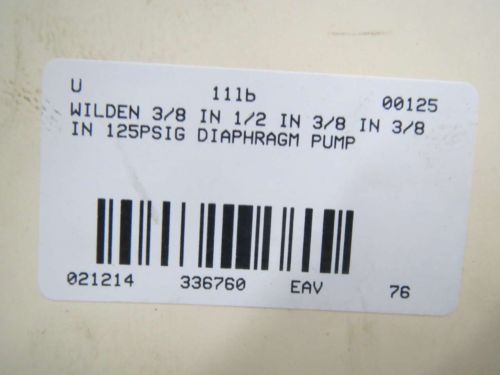 U 11lb 00125
WILDEN 3/8 IN 1/2 IN 3/8 IN 3/8
IN 125PSIG DIAPHRAGM PUMP
021214 336760 EAV 76